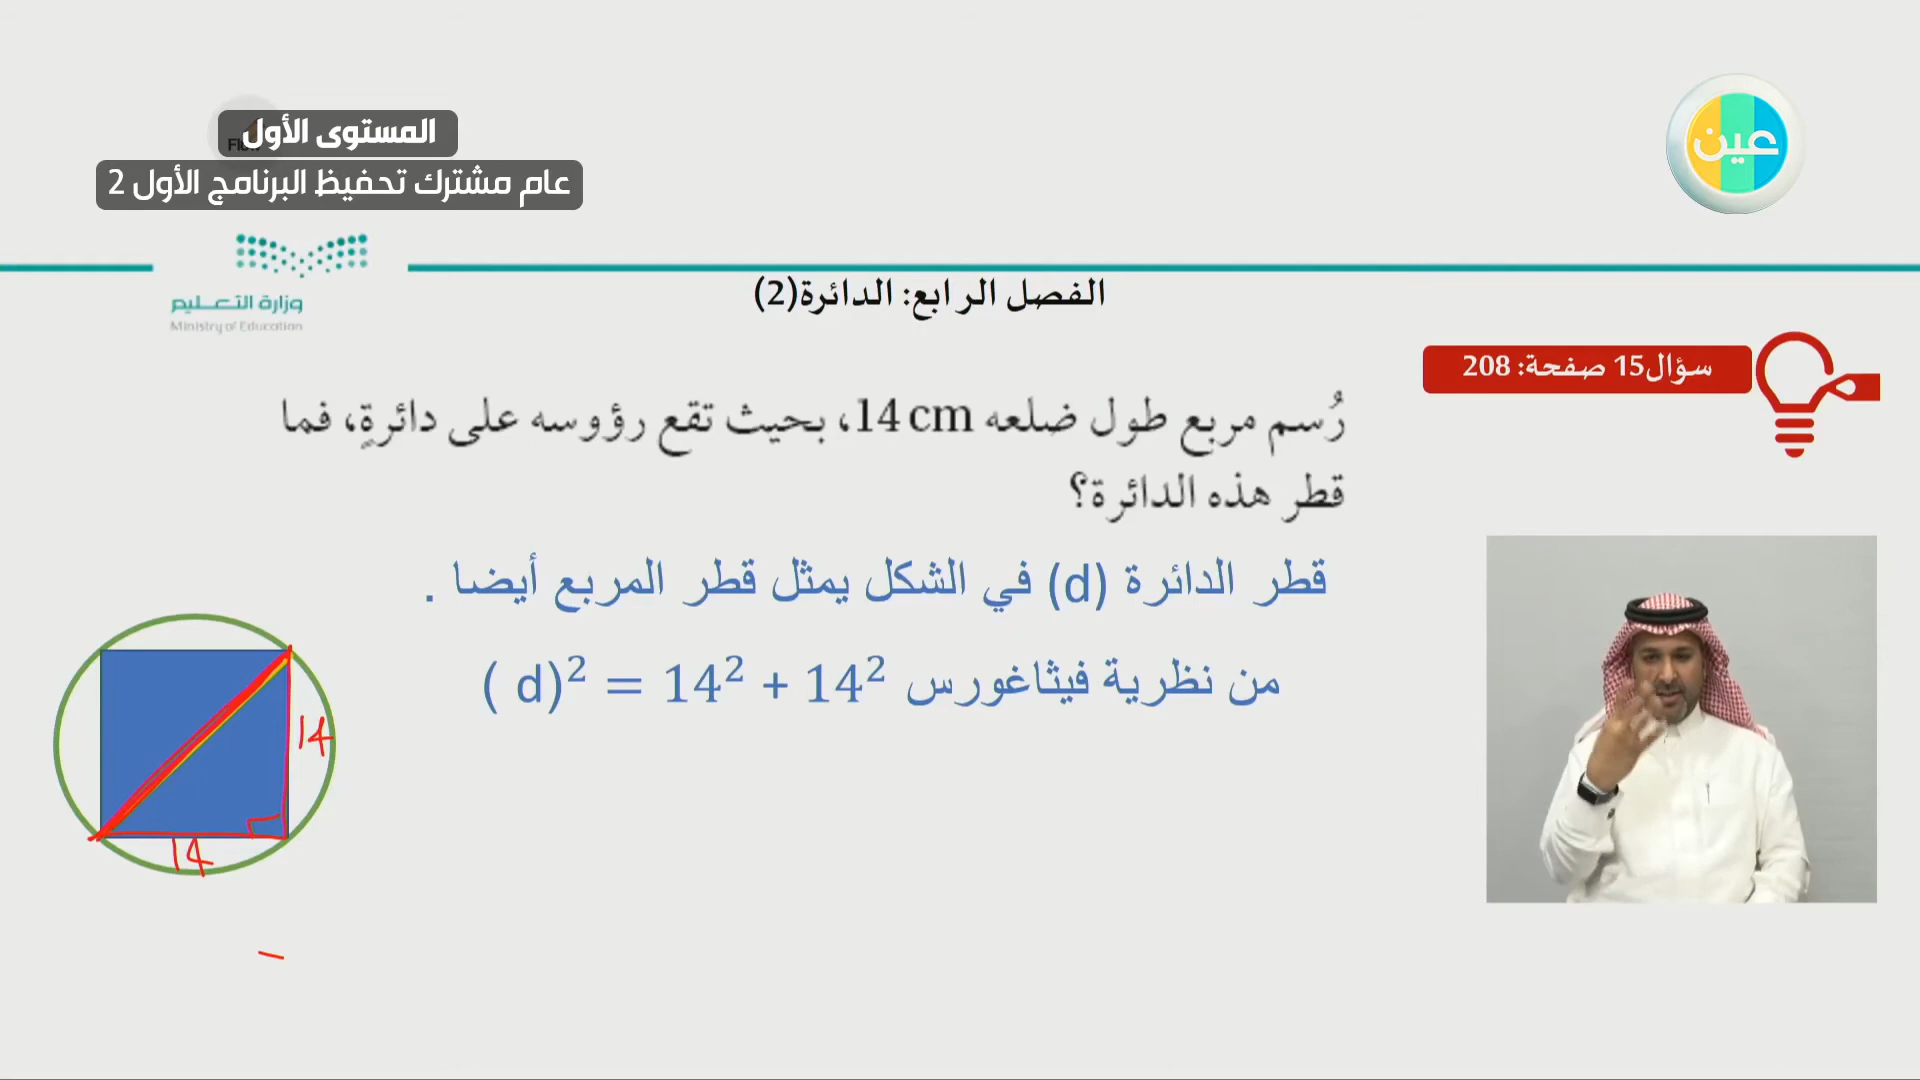 المستوى الأول
عام مشترك تحفيظ البرنامج الأول 2
عين
وزارة التعليم
Ministry of Education
الفصل الرابع: الدائرة(2)
سؤال15 صفحة: 208
رُسم مربع طول ضلعه 14 cm، بحيث تقع رؤوسه على دائرةٍ، فما
قطر هذه الدائرة؟
قطر الدائرة (d) في الشكل يمثل قطر المربع أيضا .
من نظرية فيثاغورس ( d)² = 14² + 14²
14
14